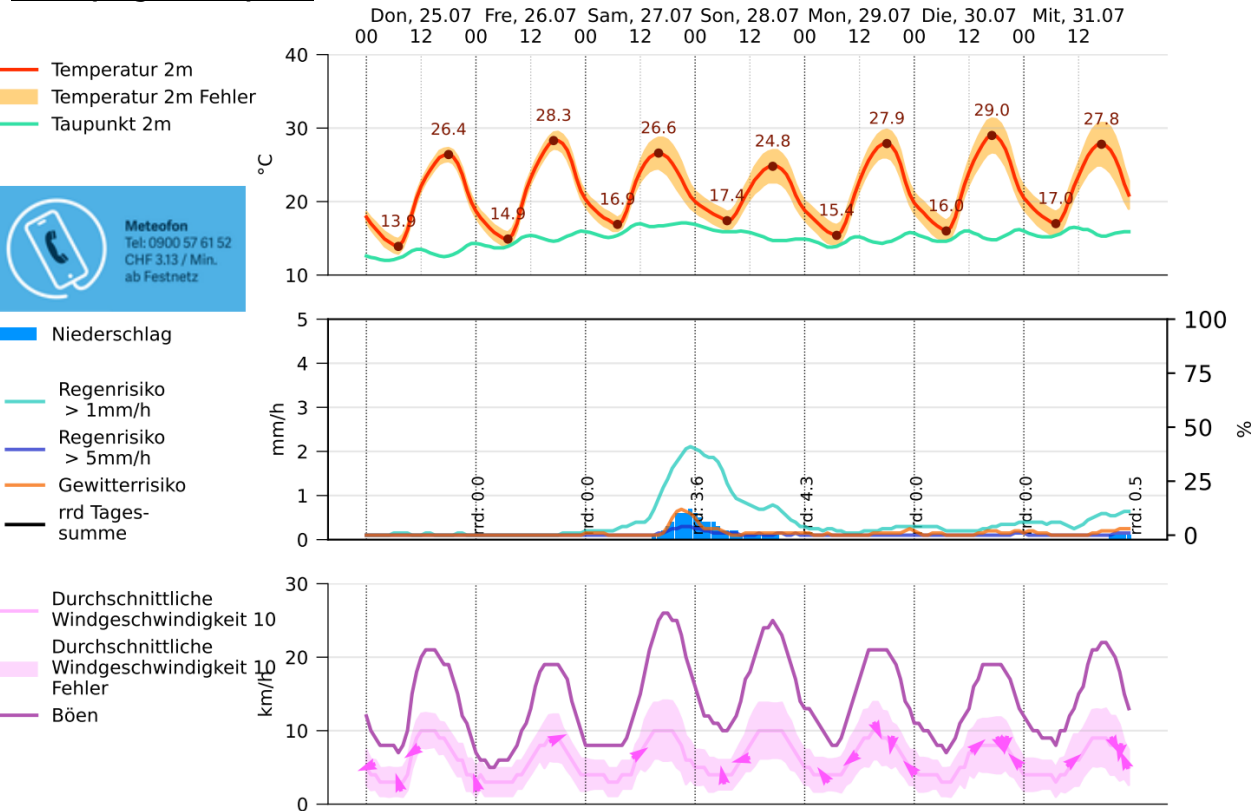 Don, 25.07 Fre, 26.07 Sam, 27.07 Son, 28.07 Mon, 29.07 Die, 30.07 Mit, 31.07
00 12 00 12 00 12 00 12 00 12 00 12 00 12
Temperatur 2m
Temperatur 2m Fehler
Taupunkt 2m
40
30
20
10
°C
26.4 28.3 26.6 24.8 27.9 29.0 27.8
13.9 14.9 16.9 17.4 15.4 16.0 17.0
Meteofon
Tel: 0900 57 61 52
CHF 3.13 / Min.
ab Festnetz
Niederschlag
Regenrisiko
> 1mm/h
Regenrisiko
> 5mm/h
Gewitterrisiko
rrd Tages-
summe
5
4
3
2
1
0
mm/h
100
75
50
25
0
%
rrd: 0.0
rrd: 0.0
rrd: 3.6
rrd: 4.3
rrd: 0.0
rrd: 0.0
rrd: 0.5
Durchschnittliche
Windgeschwindigkeit 10
Durchschnittliche
Windgeschwindigkeit 10
Fehler
Böen
30
20
10
0
km/h